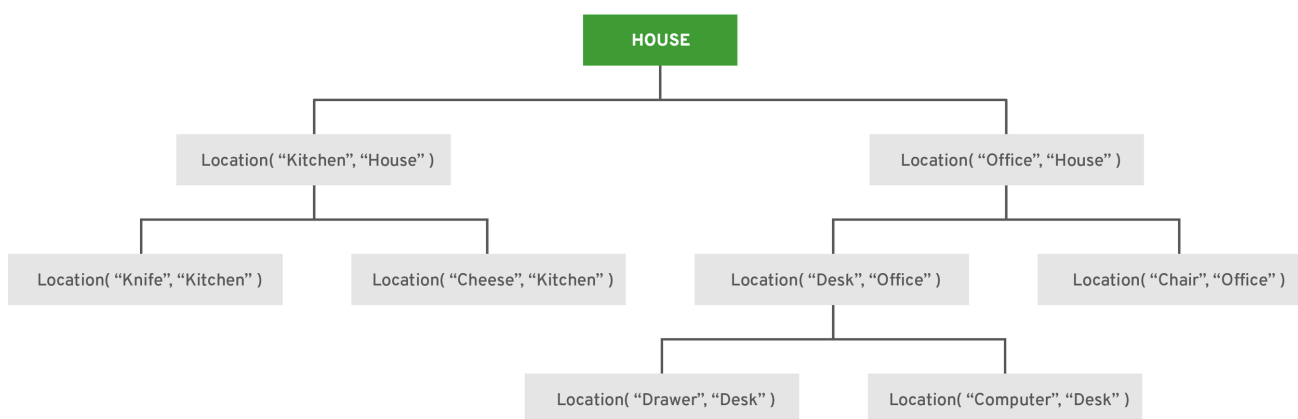 HOUSE
Location( “Kitchen”, “House” )
Location( “Office”, “House” )
Location( “Knife”, “Kitchen” )
Location( “Cheese”, “Kitchen” )
Location( “Desk”, “Office” )
Location( “Chair”, “Office” )
Location( “Drawer”, “Desk” )
Location( “Computer”, “Desk” )